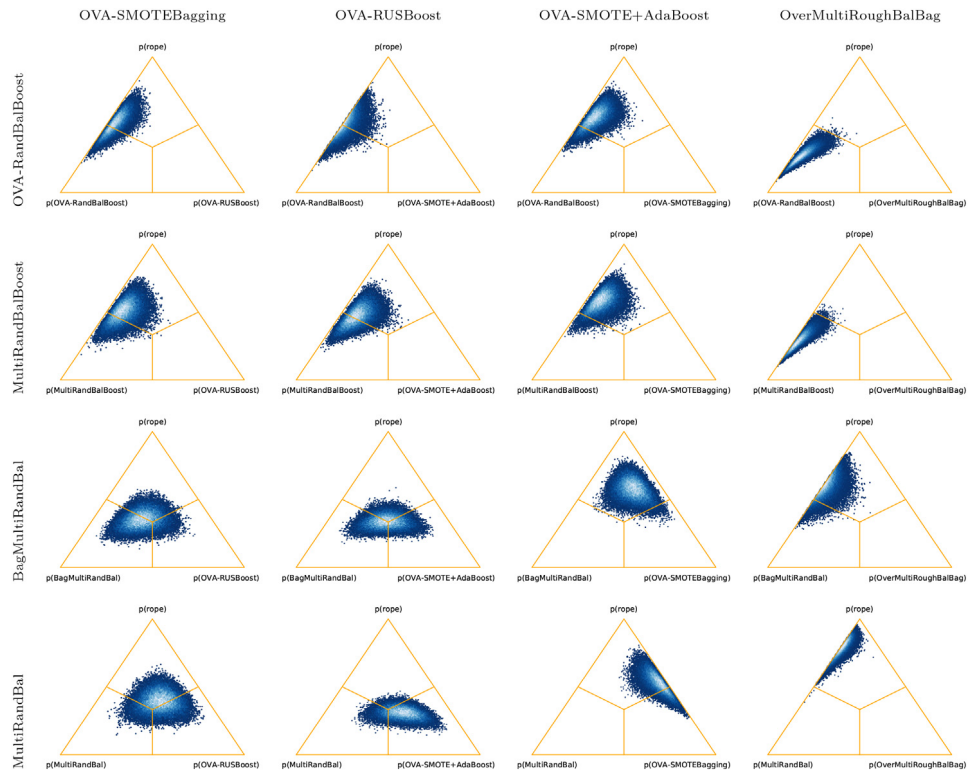 OVA-SMOTEBagging OVA-RUSBoost OVA-SMOTE+AdaBoost OverMultiRoughBalBag
OVA-RandBalBoost
p(rope) p(rope) p(rope) p(rope)
p(OVA-RandBalBoost) p(OVA-RUSBoost) p(OVA-RandBalBoost) p(OVA-SMOTE+AdaBoost) p(OVA-RandBalBoost) p(OVA-SMOTEBagging) p(OVA-RandBalBoost) p(OverMultiRoughBalBag)
MultiRandBalBoost
p(rope) p(rope) p(rope) p(rope)
p(MultiRandBalBoost) p(OVA-RUSBoost) p(MultiRandBalBoost) p(OVA-SMOTE+AdaBoost) p(MultiRandBalBoost) p(OVA-SMOTEBagging) p(MultiRandBalBoost) p(OverMultiRoughBalBag)
BagMultiRandBal
p(rope) p(rope) p(rope) p(rope)
p(BagMultiRandBal) p(OVA-RUSBoost) p(BagMultiRandBal) p(OVA-SMOTE+AdaBoost) p(BagMultiRandBal) p(OVA-SMOTEBagging) p(BagMultiRandBal) p(OverMultiRoughBalBag)
MultiRandBal
p(rope) p(rope) p(rope) p(rope)
p(MultiRandBal) p(OVA-RUSBoost) p(MultiRandBal) p(OVA-SMOTE+AdaBoost) p(MultiRandBal) p(OVA-SMOTEBagging) p(MultiRandBal) p(OverMultiRoughBalBag)